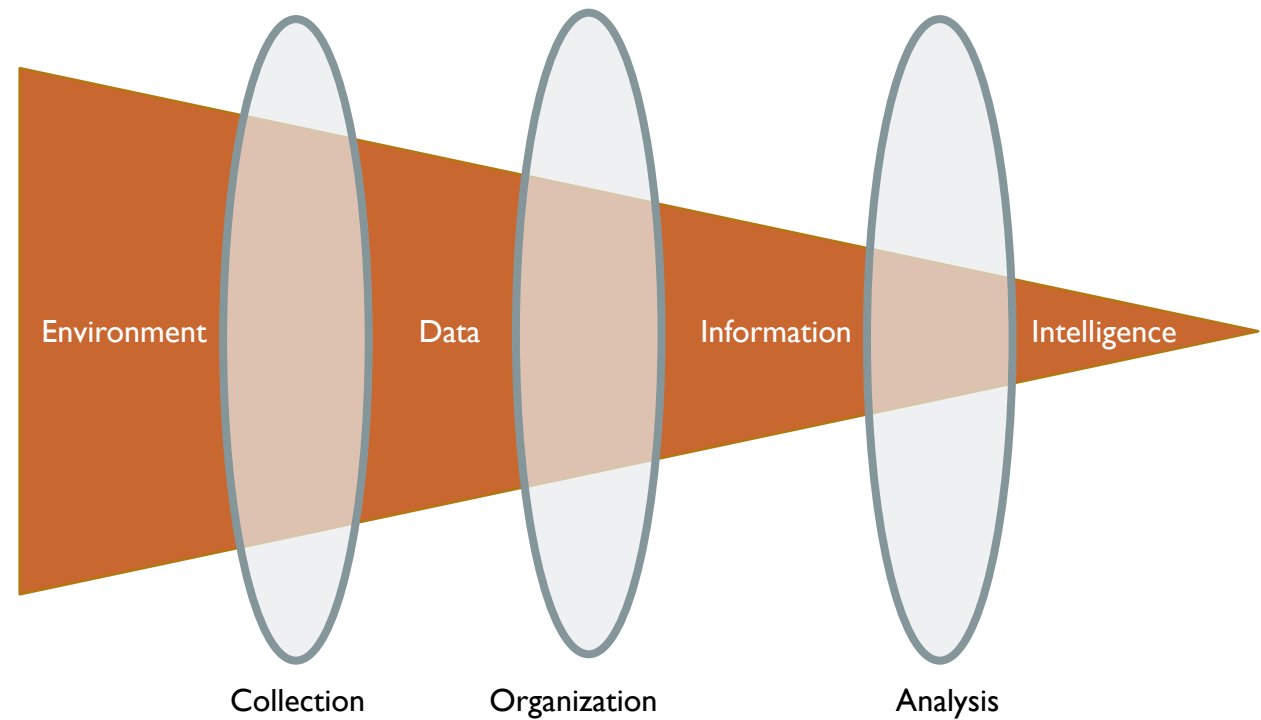 Environment
Data
Information
Intelligence
Collection
Organization
Analysis